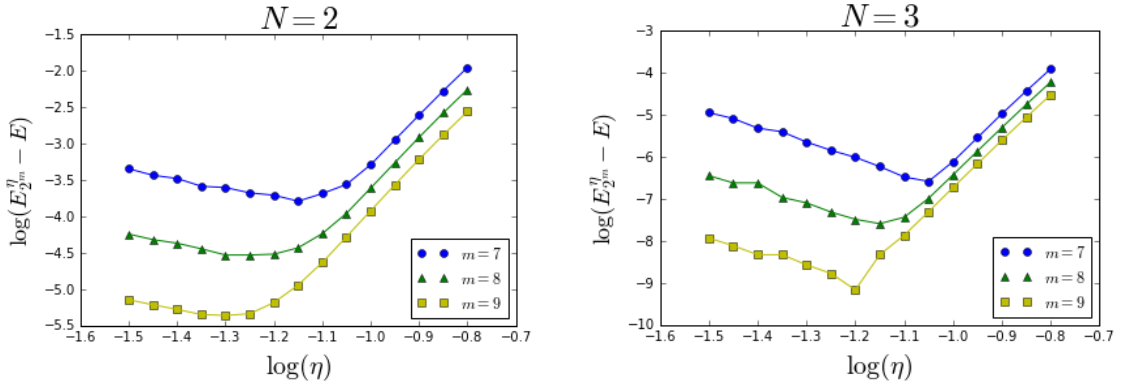 N = 2
−1.5
−2.0
−2.5
−3.0
−3.5
−4.0
−4.5
−5.0
−5.5
−1.6 −1.5 −1.4 −1.3 −1.2 −1.1 −1.0 −0.9 −0.8 −0.7
log(η)
log(E^η_{2^m} − E)
m = 7
m = 8
m = 9
N = 3
−3
−4
−5
−6
−7
−8
−9
−10
−1.6 −1.5 −1.4 −1.3 −1.2 −1.1 −1.0 −0.9 −0.8 −0.7
log(η)
log(E^η_{2^m} − E)
m = 7
m = 8
m = 9